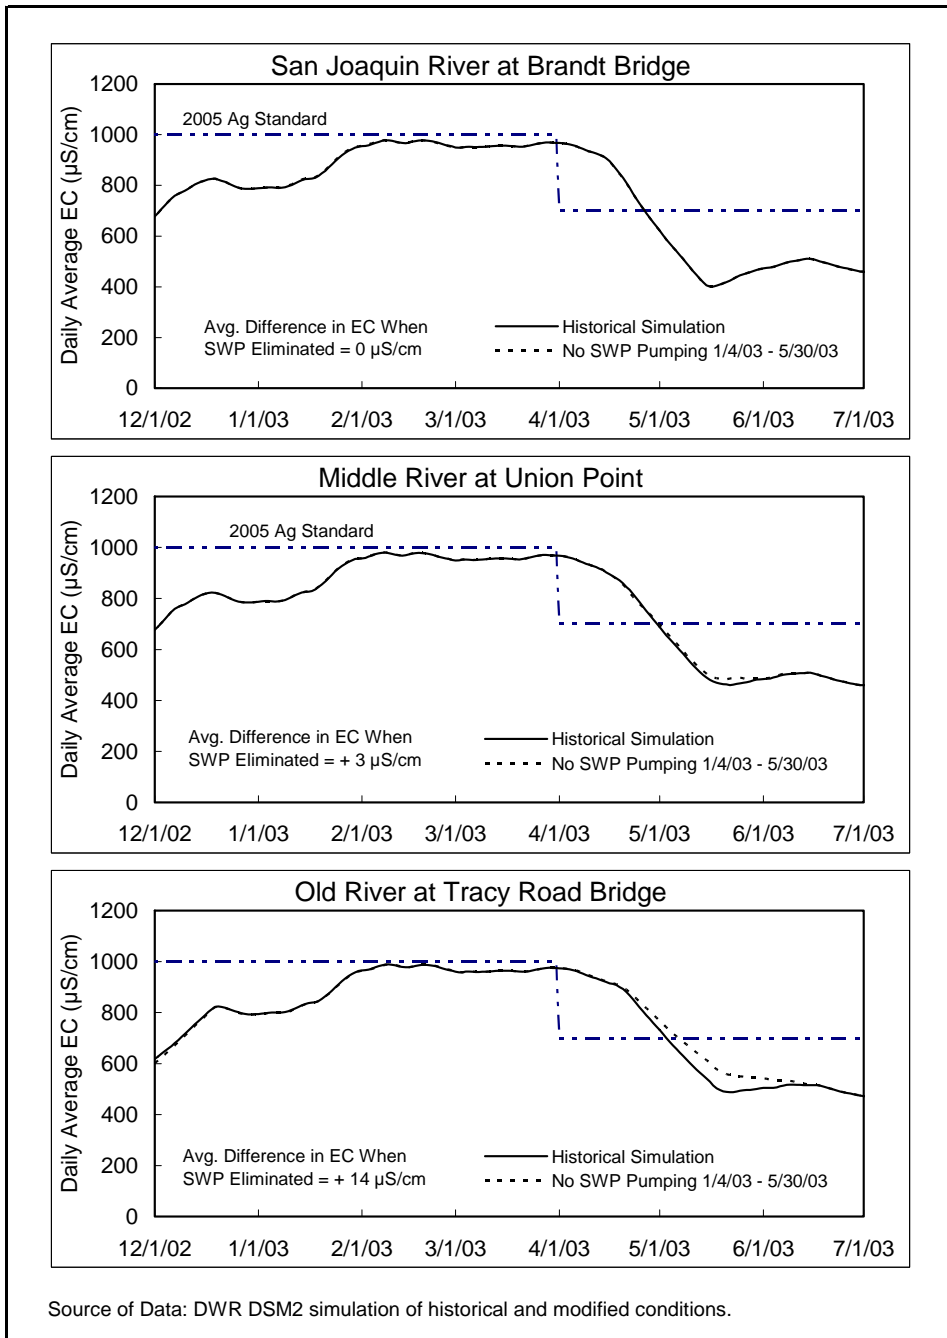 San Joaquin River at Brandt Bridge
1200
1000
800
600
400
200
0
Daily Average EC (µS/cm)
2005 Ag Standard
Avg. Difference in EC When
SWP Eliminated = 0 µS/cm
Historical Simulation
No SWP Pumping 1/4/03 - 5/30/03
12/1/02 1/1/03 2/1/03 3/1/03 4/1/03 5/1/03 6/1/03 7/1/03
Middle River at Union Point
1200
1000
800
600
400
200
0
Daily Average EC (µS/cm)
2005 Ag Standard
Avg. Difference in EC When
SWP Eliminated = + 3 µS/cm
Historical Simulation
No SWP Pumping 1/4/03 - 5/30/03
12/1/02 1/1/03 2/1/03 3/1/03 4/1/03 5/1/03 6/1/03 7/1/03
Old River at Tracy Road Bridge
1200
1000
800
600
400
200
0
Daily Average EC (µS/cm)
Avg. Difference in EC When
SWP Eliminated = + 14 µS/cm
Historical Simulation
No SWP Pumping 1/4/03 - 5/30/03
12/1/02 1/1/03 2/1/03 3/1/03 4/1/03 5/1/03 6/1/03 7/1/03
Source of Data: DWR DSM2 simulation of historical and modified conditions.